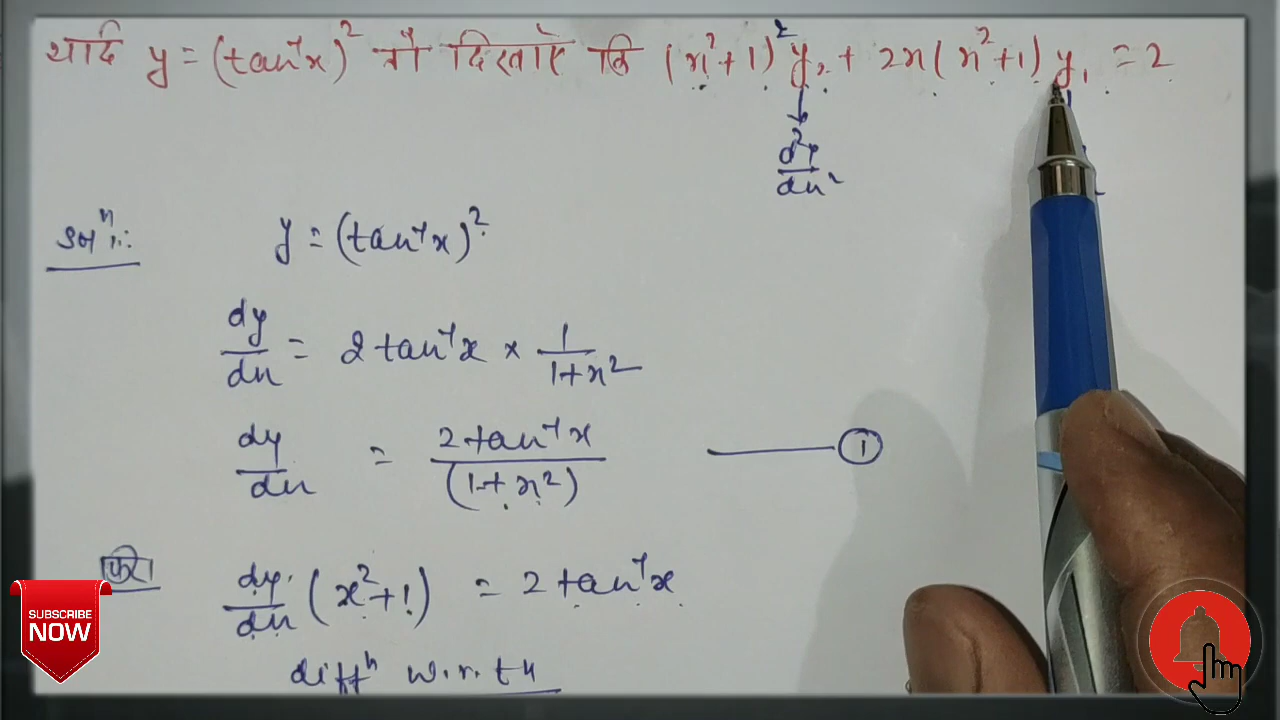 यदि y = (tan⁻¹x)² तो दिखाएं कि (x²+1)² y₂ + 2x(x²+1) y₁ = 2
d²y/dx²
Solⁿ:
y = (tan⁻¹x)²
dy/dx = 2 tan⁻¹x × 1/1+x²
dy/dx = 2 tan⁻¹x/(1+x²) ——— ①
फिर
dy/dx (x²+1) = 2 tan⁻¹x
diffⁿ w.r.t x
SUBSCRIBE
NOW